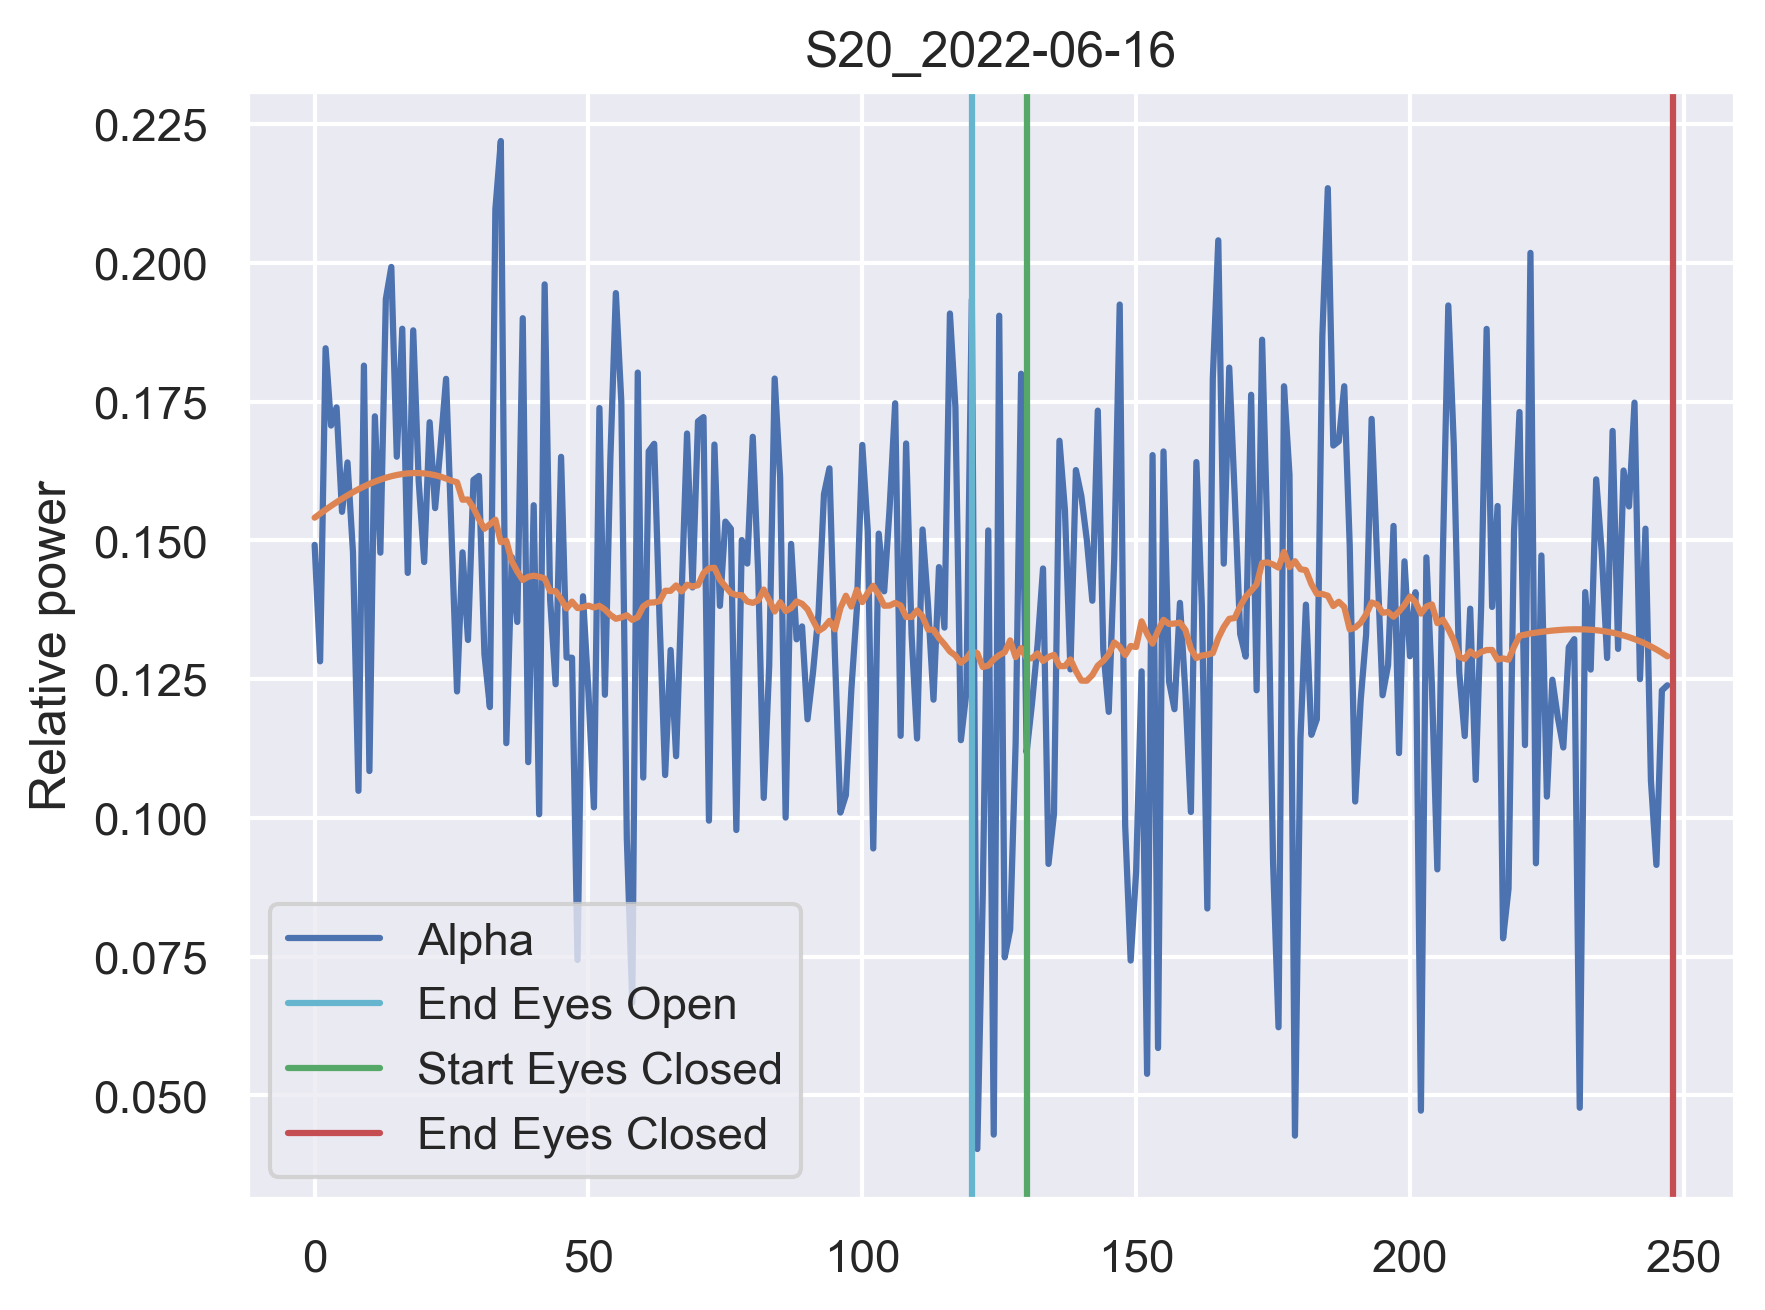 S20_2022-06-16
0.225
0.200
0.175
0.150
0.125
0.100
0.075
0.050
Relative power
Alpha
End Eyes Open
Start Eyes Closed
End Eyes Closed
0 50 100 150 200 250